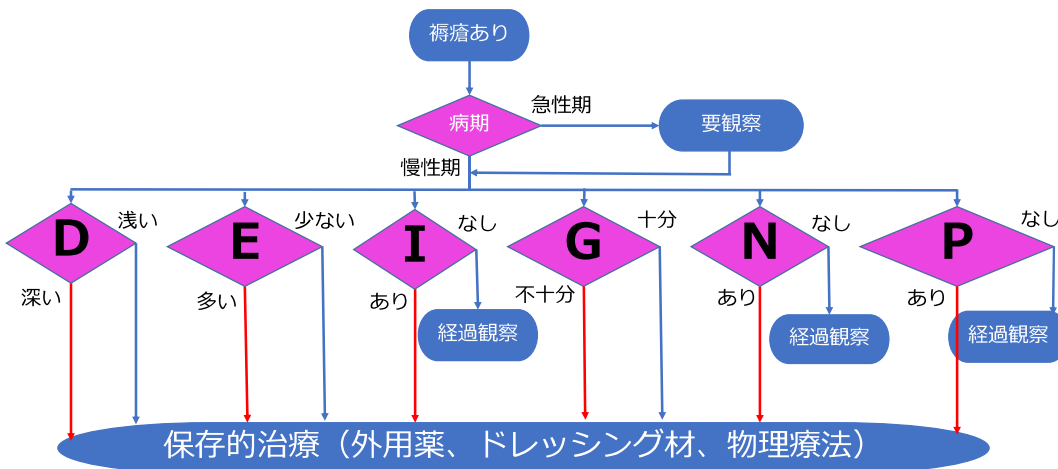 褥瘡あり
急性期
病期
要観察
慢性期
浅い
少ない
なし
十分
なし
なし
D
E
I
G
N
P
深い
多い
あり
不十分
あり
あり
経過観察
経過観察
経過観察
保存的治療（外用薬、ドレッシング材、物理療法）